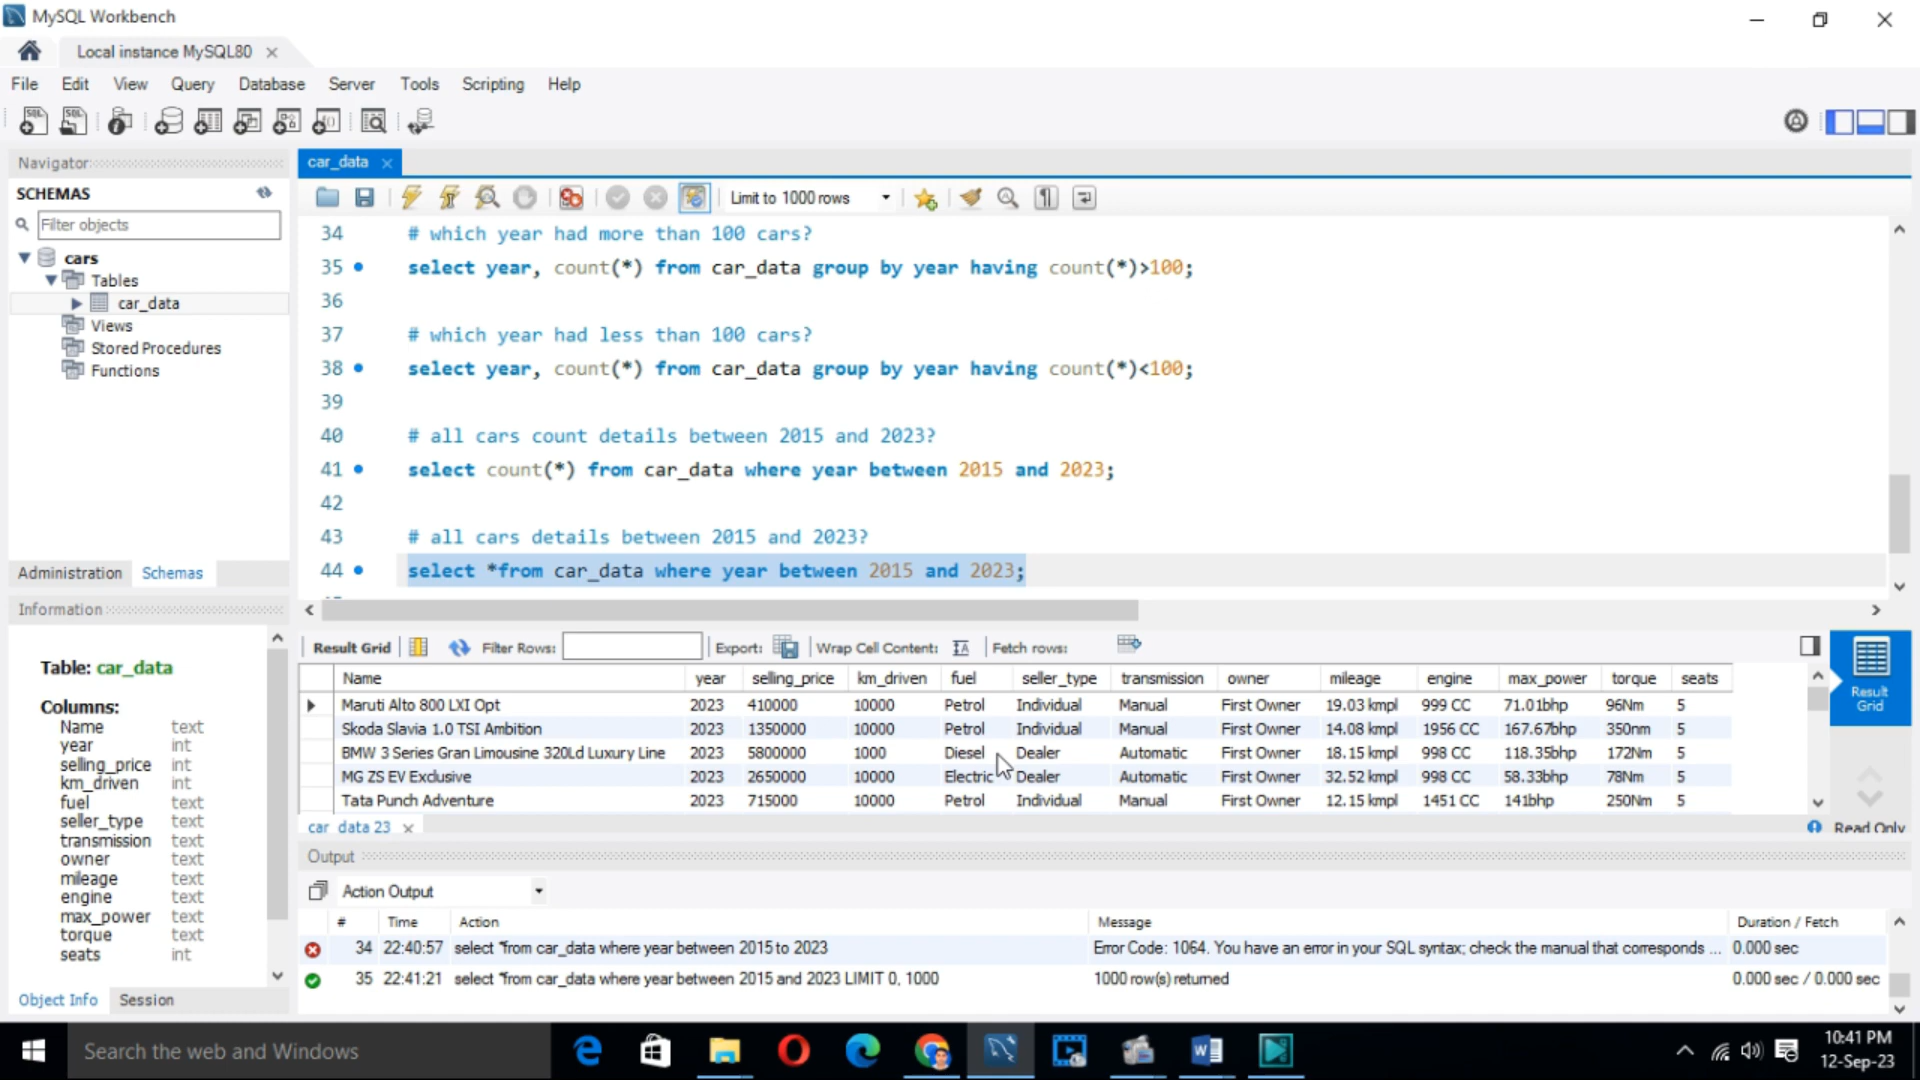 MySQL Workbench
Local instance MySQL80
File Edit View Query Database Server Tools Scripting Help
Navigator
car_data
SCHEMAS
Limit to 1000 rows
Filter objects
cars
Tables
car_data
Views
Stored Procedures
Functions
34 # which year had more than 100 cars?
35 select year, count(*) from car_data group by year having count(*)>100;
36
37 # which year had less than 100 cars?
38 select year, count(*) from car_data group by year having count(*)<100;
39
40 # all cars count details between 2015 and 2023?
41 select count(*) from car_data where year between 2015 and 2023;
42
43 # all cars details between 2015 and 2023?
44 select *from car_data where year between 2015 and 2023;
Administration Schemas
Information
Table: car_data
Columns:
Name text
year int
selling_price int
km_driven int
fuel text
seller_type text
transmission text
owner text
mileage text
engine text
max_power text
torque text
seats int
Object Info Session
Result Grid Filter Rows: Export: Wrap Cell Content: Fetch rows:
Name year selling_price km_driven fuel seller_type transmission owner mileage engine max_power torque seats
Maruti Alto 800 LXI Opt 2023 410000 10000 Petrol Individual Manual First Owner 19.03 kmpl 999 CC 71.01bhp 96Nm 5
Skoda Slavia 1.0 TSI Ambition 2023 1350000 10000 Petrol Individual Manual First Owner 14.08 kmpl 1956 CC 167.67bhp 350nm 5
BMW 3 Series Gran Limousine 320Ld Luxury Line 2023 5800000 1000 Diesel Dealer Automatic First Owner 18.15 kmpl 998 CC 118.35bhp 172Nm 5
MG ZS EV Exclusive 2023 2650000 10000 Electric Dealer Automatic First Owner 32.52 kmpl 998 CC 58.33bhp 78Nm 5
Tata Punch Adventure 2023 715000 10000 Petrol Individual Manual First Owner 12.15 kmpl 1451 CC 141bhp 250Nm 5
Result
Grid
car_data 23
Read Only
Output
Action Output
# Time Action Message Duration / Fetch
34 22:40:57 select *from car_data where year between 2015 to 2023 Error Code: 1064. You have an error in your SQL syntax; check the manual that corresponds ... 0.000 sec
35 22:41:21 select *from car_data where year between 2015 and 2023 LIMIT 0, 1000 1000 row(s) returned 0.000 sec / 0.000 sec
Search the web and Windows
10:41 PM
12-Sep-23